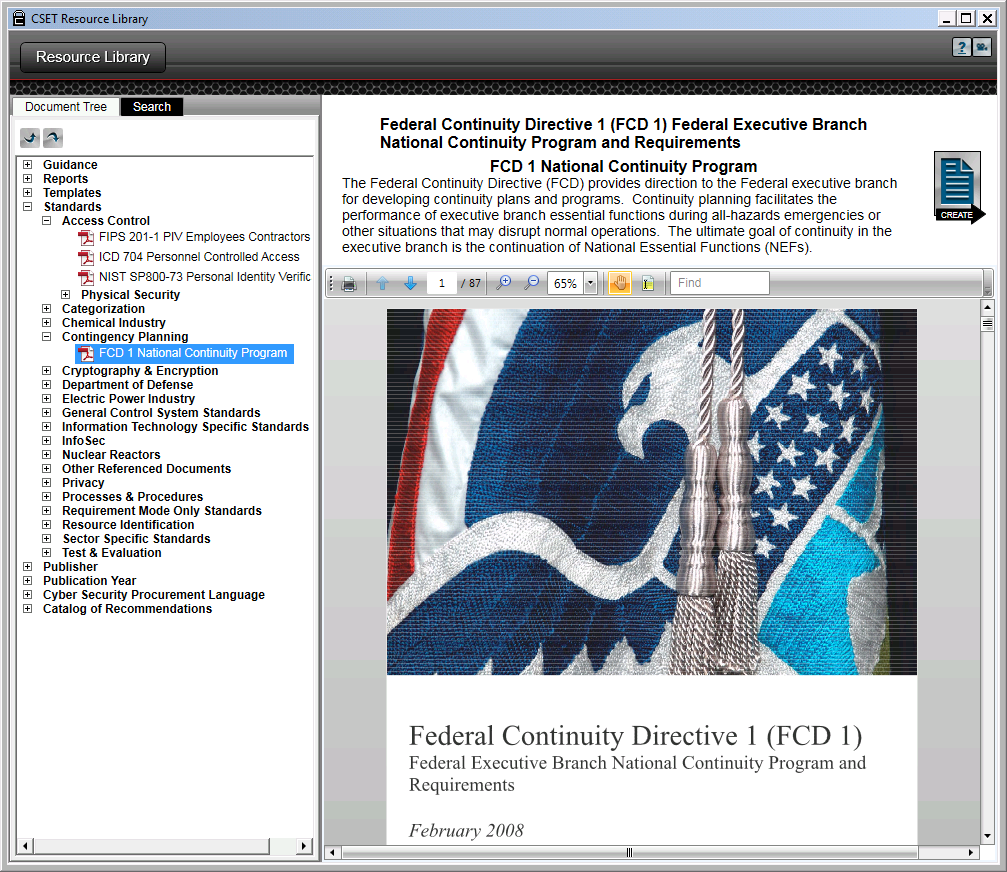 CSET Resource Library
Resource Library
?
Document Tree
Search
Guidance
Reports
Templates
Standards
Access Control
FIPS 201-1 PIV Employees Contractors
ICD 704 Personnel Controlled Access
NIST SP800-73 Personal Identity Verific
Physical Security
Categorization
Chemical Industry
Contingency Planning
FCD 1 National Continuity Program
Cryptography & Encryption
Department of Defense
Electric Power Industry
General Control System Standards
Information Technology Specific Standards
InfoSec
Nuclear Reactors
Other Referenced Documents
Privacy
Processes & Procedures
Requirement Mode Only Standards
Resource Identification
Sector Specific Standards
Test & Evaluation
Publisher
Publication Year
Cyber Security Procurement Language
Catalog of Recommendations
Federal Continuity Directive 1 (FCD 1) Federal Executive Branch
National Continuity Program and Requirements
FCD 1 National Continuity Program
The Federal Continuity Directive (FCD) provides direction to the Federal executive branch
for developing continuity plans and programs.  Continuity planning facilitates the
performance of executive branch essential functions during all-hazards emergencies or
other situations that may disrupt normal operations.  The ultimate goal of continuity in the
executive branch is the continuation of National Essential Functions (NEFs).
CREATE
1 / 87 65% Find
Federal Continuity Directive 1 (FCD 1)
Federal Executive Branch National Continuity Program and
Requirements
February 2008